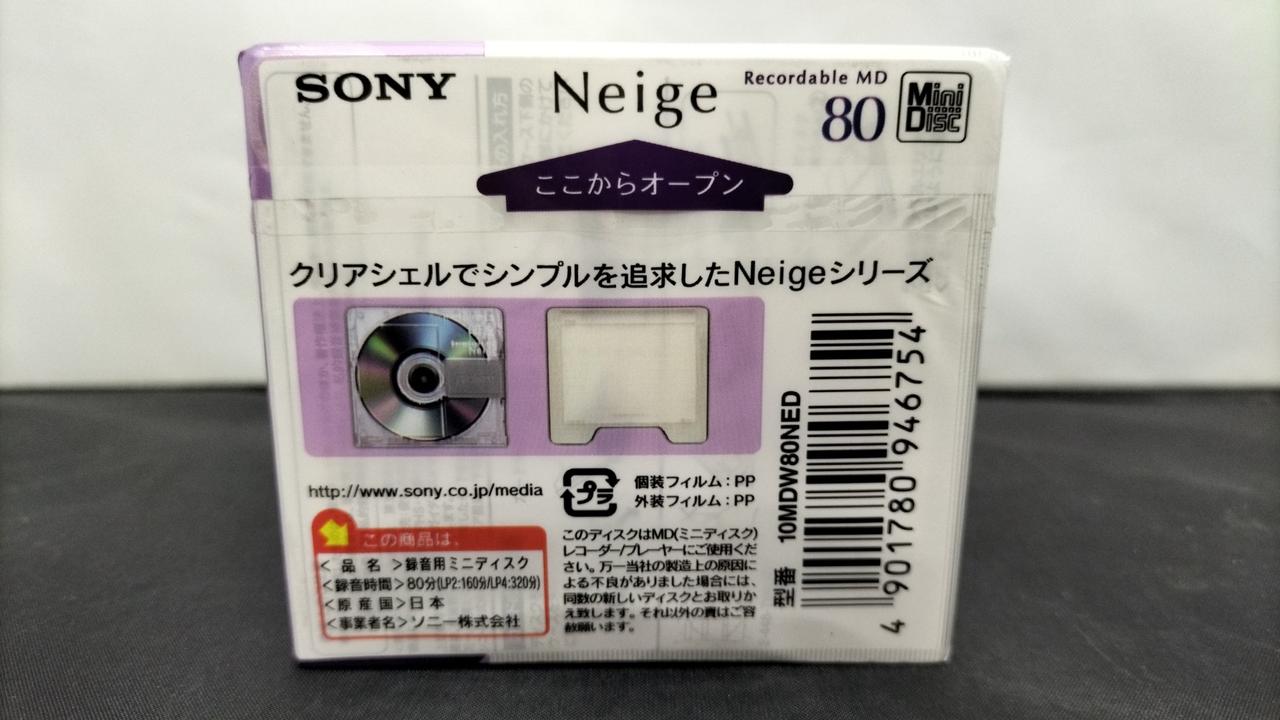 SONY
Neige
Recordable MD
80
Mini Disc
ここからオープン
クリアシェルでシンプルを追求したNeigeシリーズ
http://www.sony.co.jp/media
プラ
個装フィルム：PP
外装フィルム：PP
この商品は、
< 品 名 >録音用ミニディスク
<録音時間>80分(LP2:160分/LP4:320分)
<原 産 国>日本
<事業者名>ソニー株式会社
このディスクはMD(ミニディスク)
レコーダー/プレーヤーにご使用くだ
さい。万一当社の製造上の原因に
よる不良がありました場合には、
同数の新しいディスクとお取りか
え致します。それ以外の責はご容
赦願います。
型番 10MDW80NED
4 901780 946754